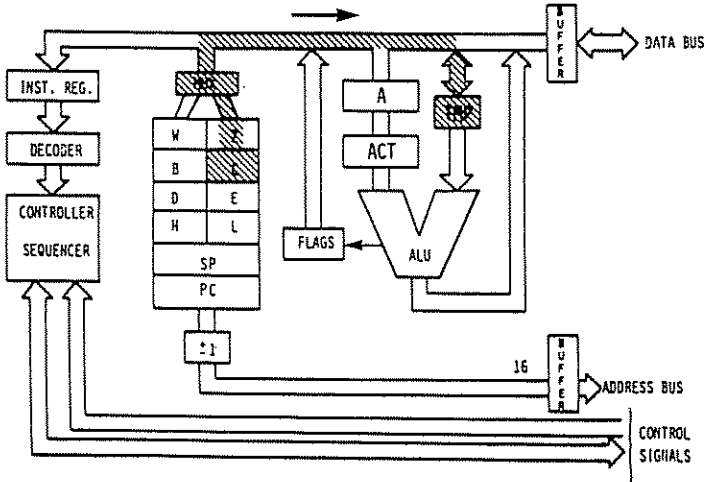 BUFFER
DATA BUS
INST. REG.
DECODER
CONTROLLER
SEQUENCER
W
B
D
E
H
L
SP
PC
±1
A
ACT
ALU
FLAGS
16
BUFFER
ADDRESS BUS
CONTROL
SIGNALS